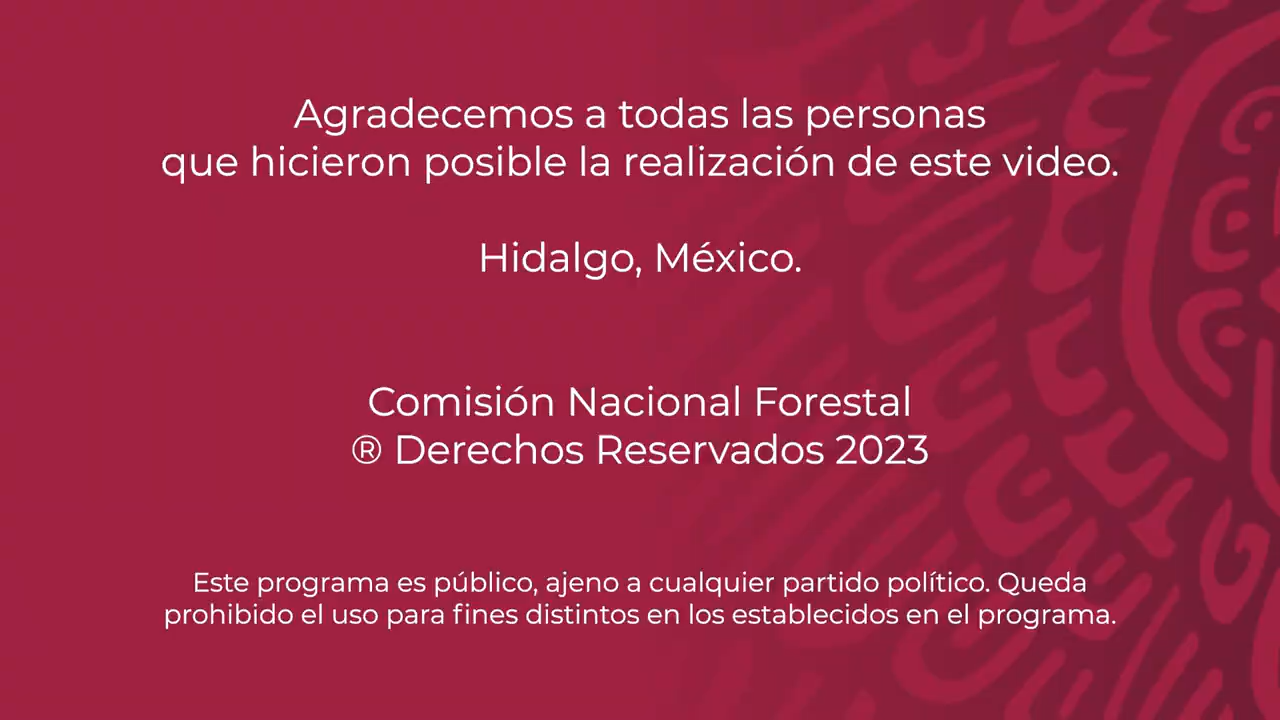 Agradecemos a todas las personas
que hicieron posible la realización de este video.
Hidalgo, México.
Comisión Nacional Forestal
® Derechos Reservados 2023
Este programa es público, ajeno a cualquier partido político. Queda
prohibido el uso para fines distintos en los establecidos en el programa.